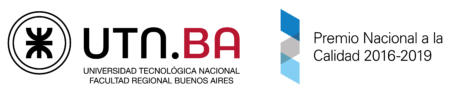 UTN.BA
UNIVERSIDAD TECNOLÓGICA NACIONAL
FACULTAD REGIONAL BUENOS AIRES
Premio Nacional a la
Calidad 2016-2019